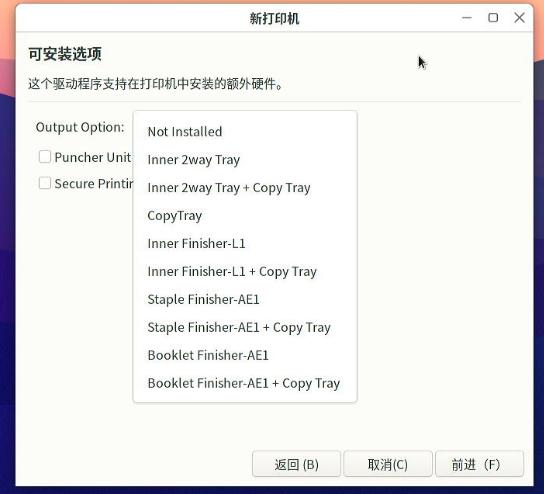 新打印机
可安装选项
这个驱动程序支持在打印机中安装的额外硬件。
Output Option:
Puncher Unit
Secure Printin
Not Installed
Inner 2way Tray
Inner 2way Tray + Copy Tray
CopyTray
Inner Finisher-L1
Inner Finisher-L1 + Copy Tray
Staple Finisher-AE1
Staple Finisher-AE1 + Copy Tray
Booklet Finisher-AE1
Booklet Finisher-AE1 + Copy Tray
返回 (B)
取消(C)
前进（F）